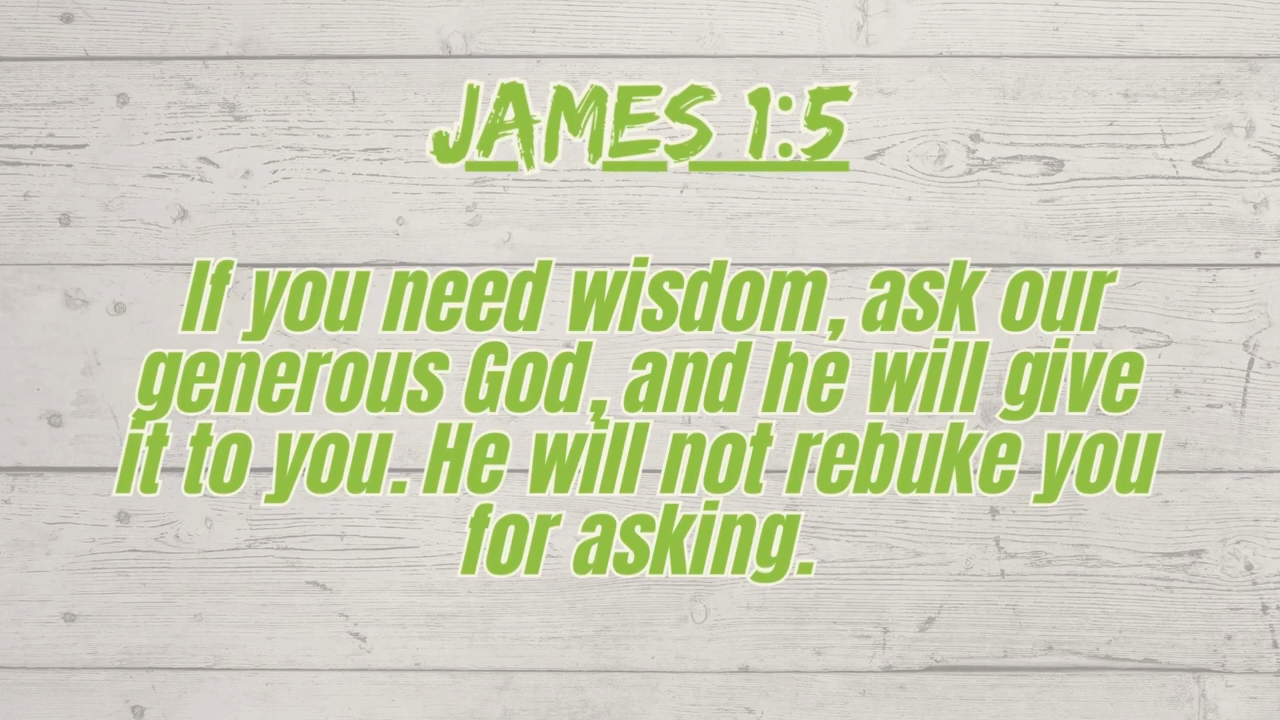 JAMES 1:5
If you need wisdom, ask our
generous God, and he will give
it to you. He will not rebuke you
for asking.